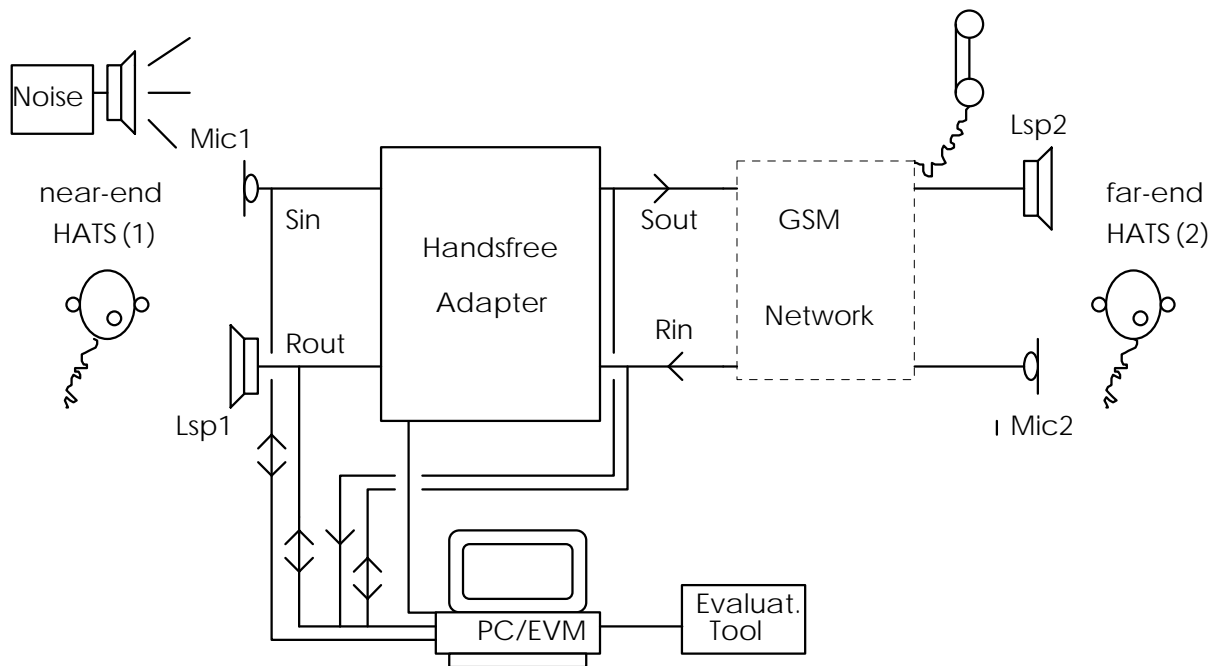 Noise
Mic1
Lsp2
near-end
HATS (1)
far-end
HATS (2)
Sin
Sout
GSM
Handsfree
Adapter
Network
Rout
Rin
Lsp1
Mic2
PC/EVM
Evaluat.
Tool